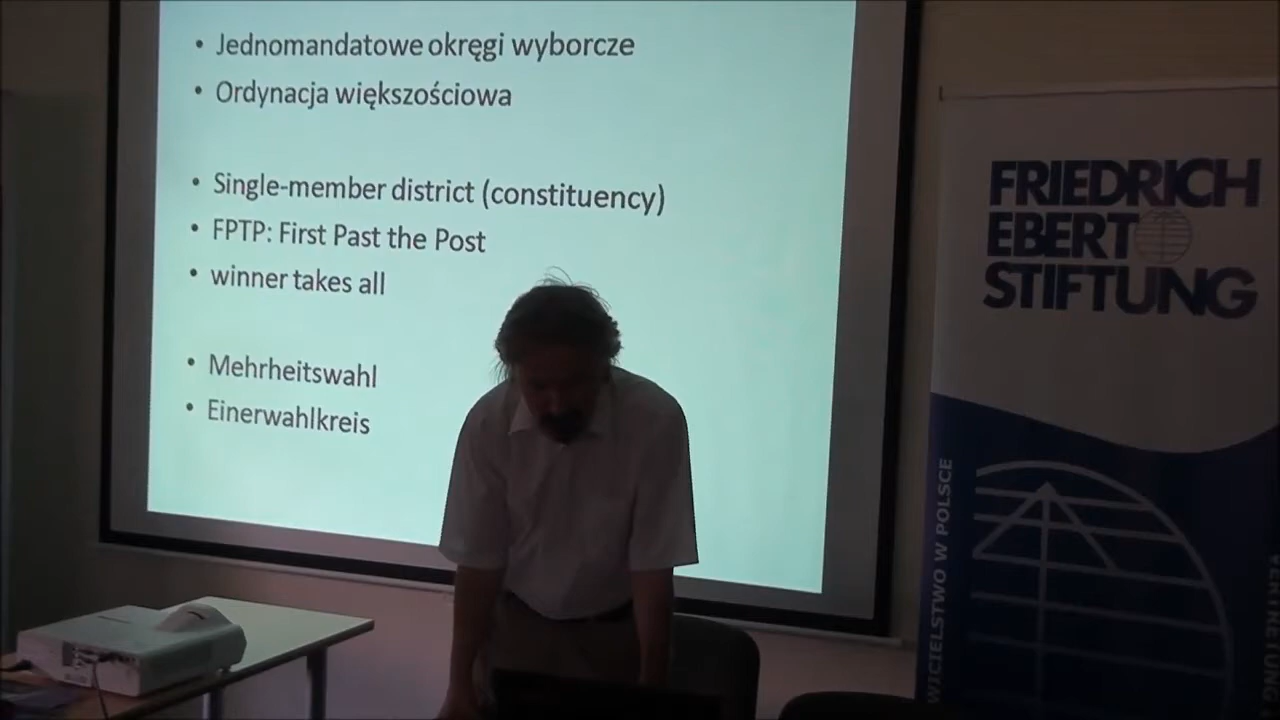 • Jednomandatowe okręgi wyborcze
• Ordynacja większościowa
• Single-member district (constituency)
• FPTP: First Past the Post
• winner takes all
• Mehrheitswahl
• Einerwahlkreis
FRIEDRICH
EBERT
STIFTUNG
W POLSCE